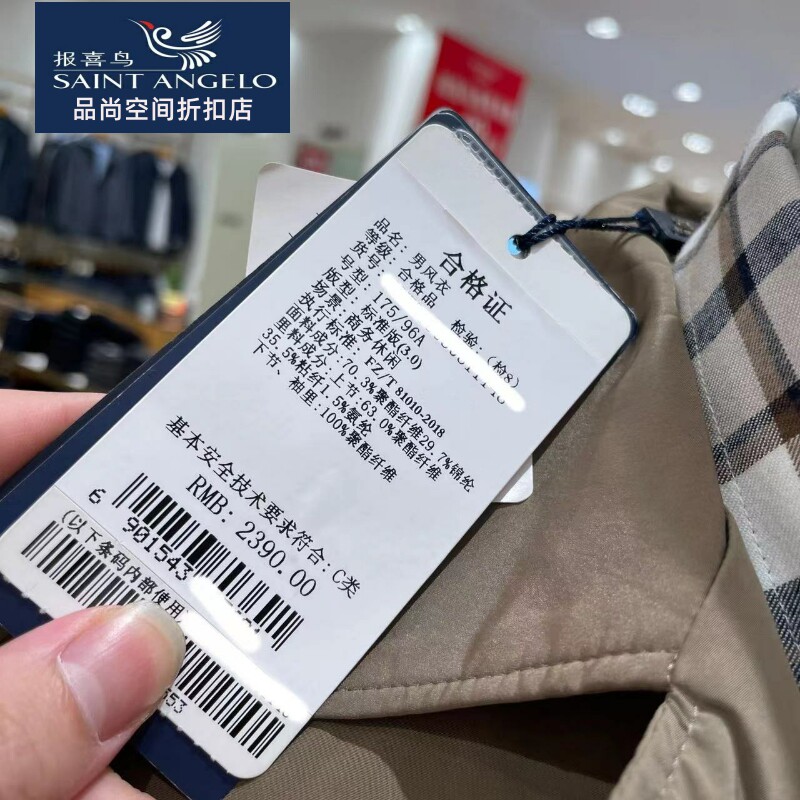 报喜鸟
SAINT ANGELO
品尚空间折扣店
合格证
品名: 男风衣
等级: 合格品 检验: (检8)
货号:
号型: 175/96A
版型: 标准版(3.0)
场景: 商务休闲
执行标准: FZ/T 81010-2018
面料成分: 70.3%聚酯纤维29.7%锦纶
里料成分: 上节: 63.0%聚酯纤维
35.5%粘纤1.5%氨纶
下节、袖里: 100%聚酯纤维
基本安全技术要求符合: C类
RMB: 2390.00
6 901543
(以下条码内部使用